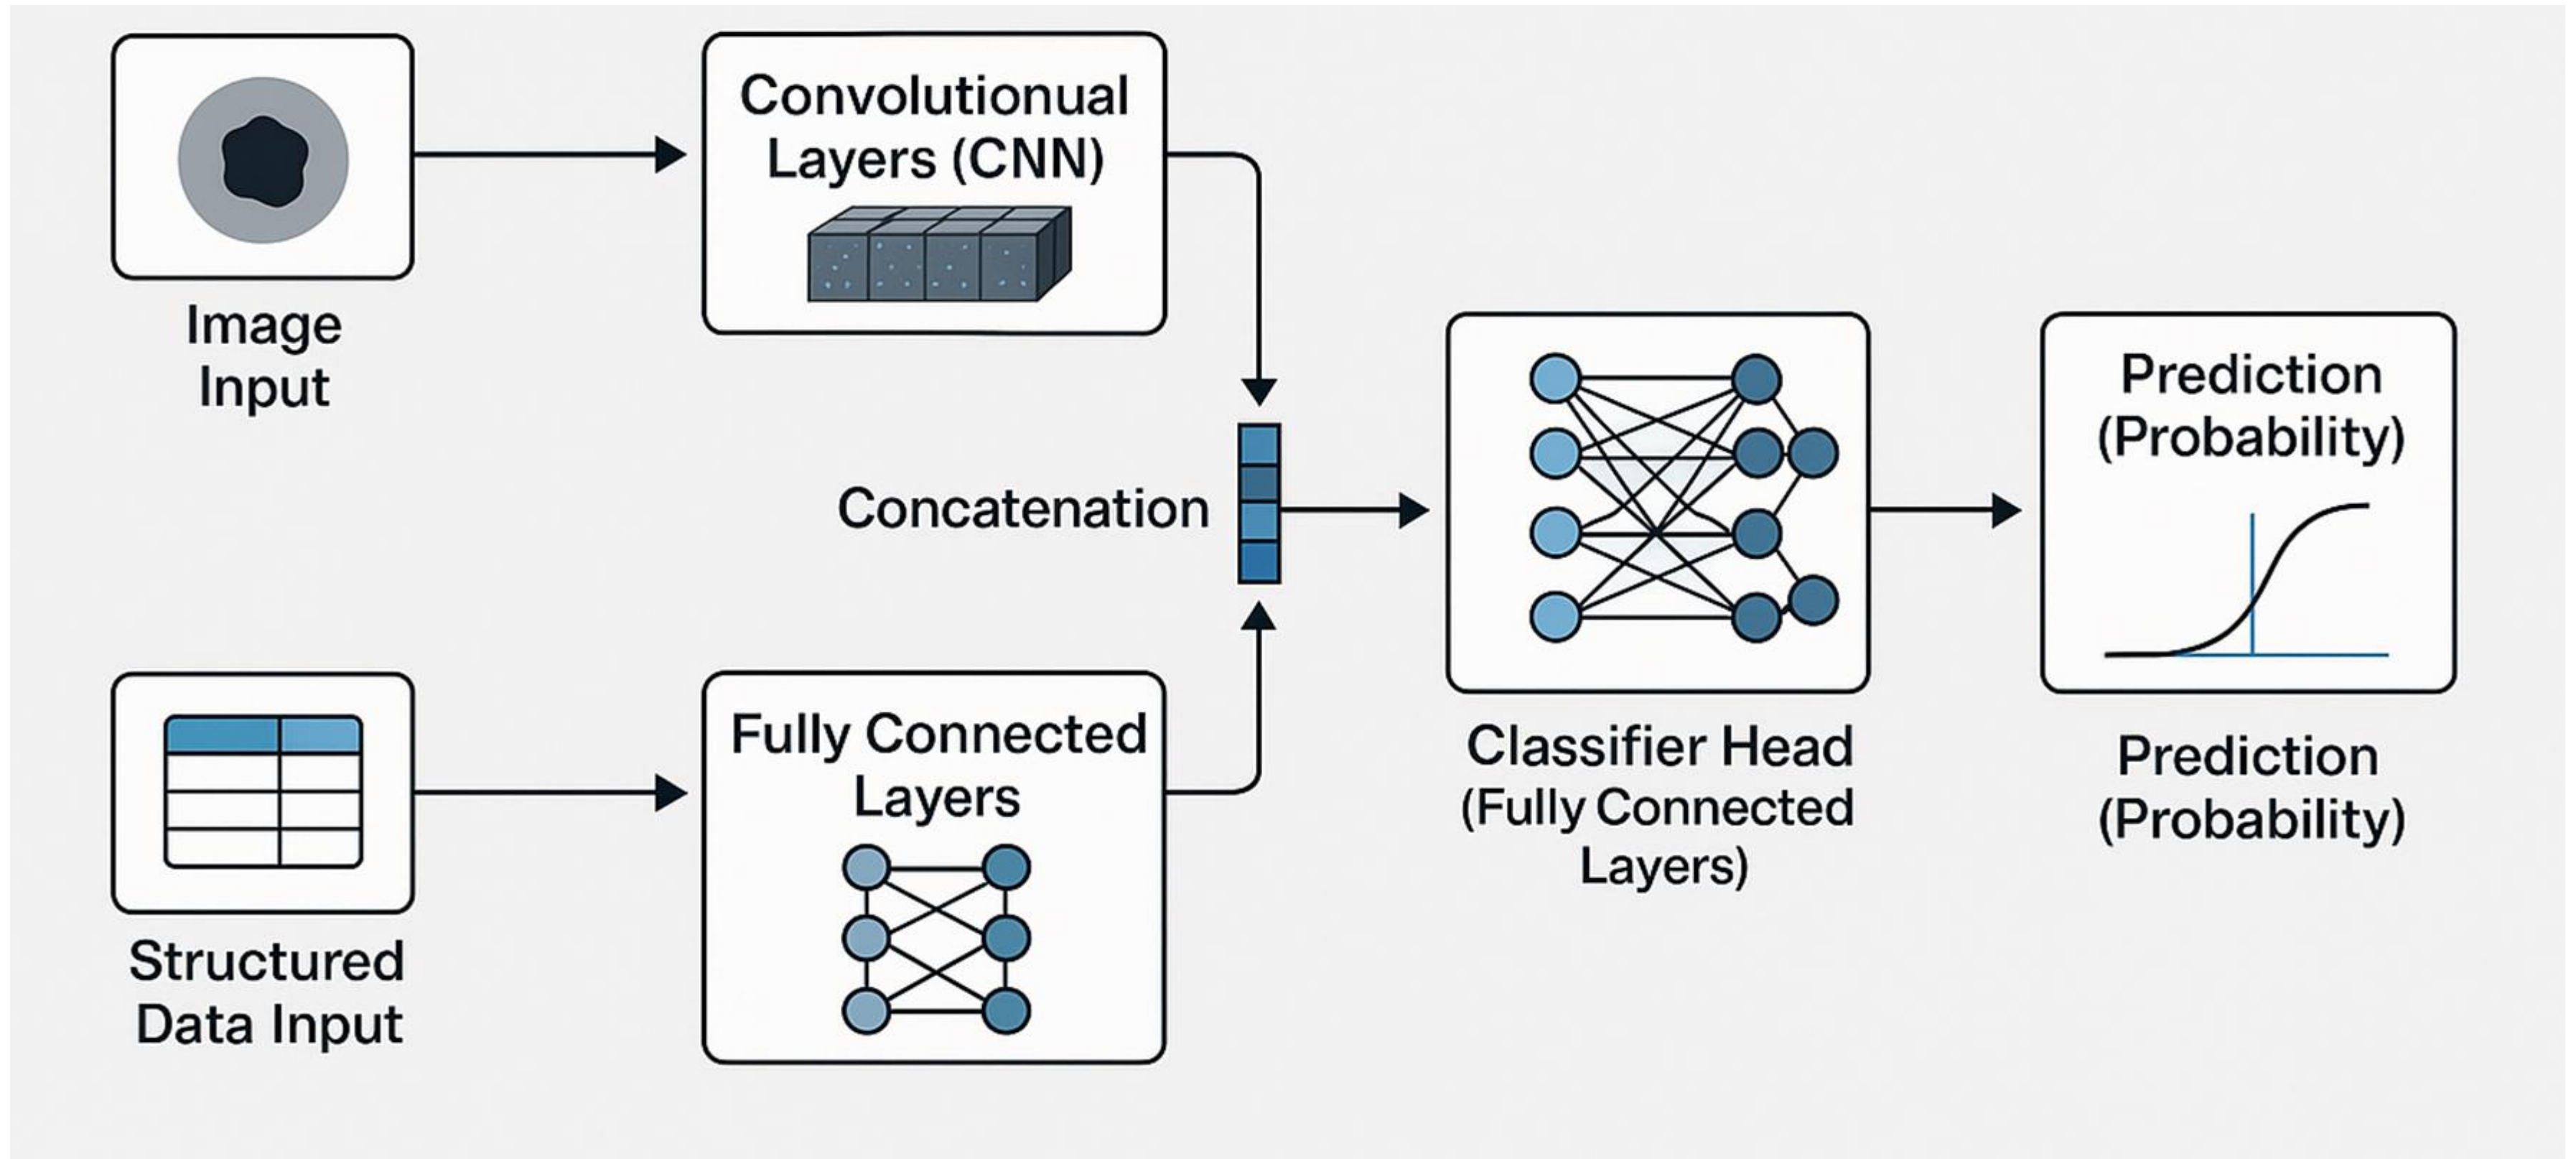 Image
Input
Convolutionual
Layers (CNN)
Concatenation
Structured
Data Input
Fully Connected
Layers
Classifier Head
(Fully Connected
Layers)
Prediction
(Probability)
Prediction
(Probability)